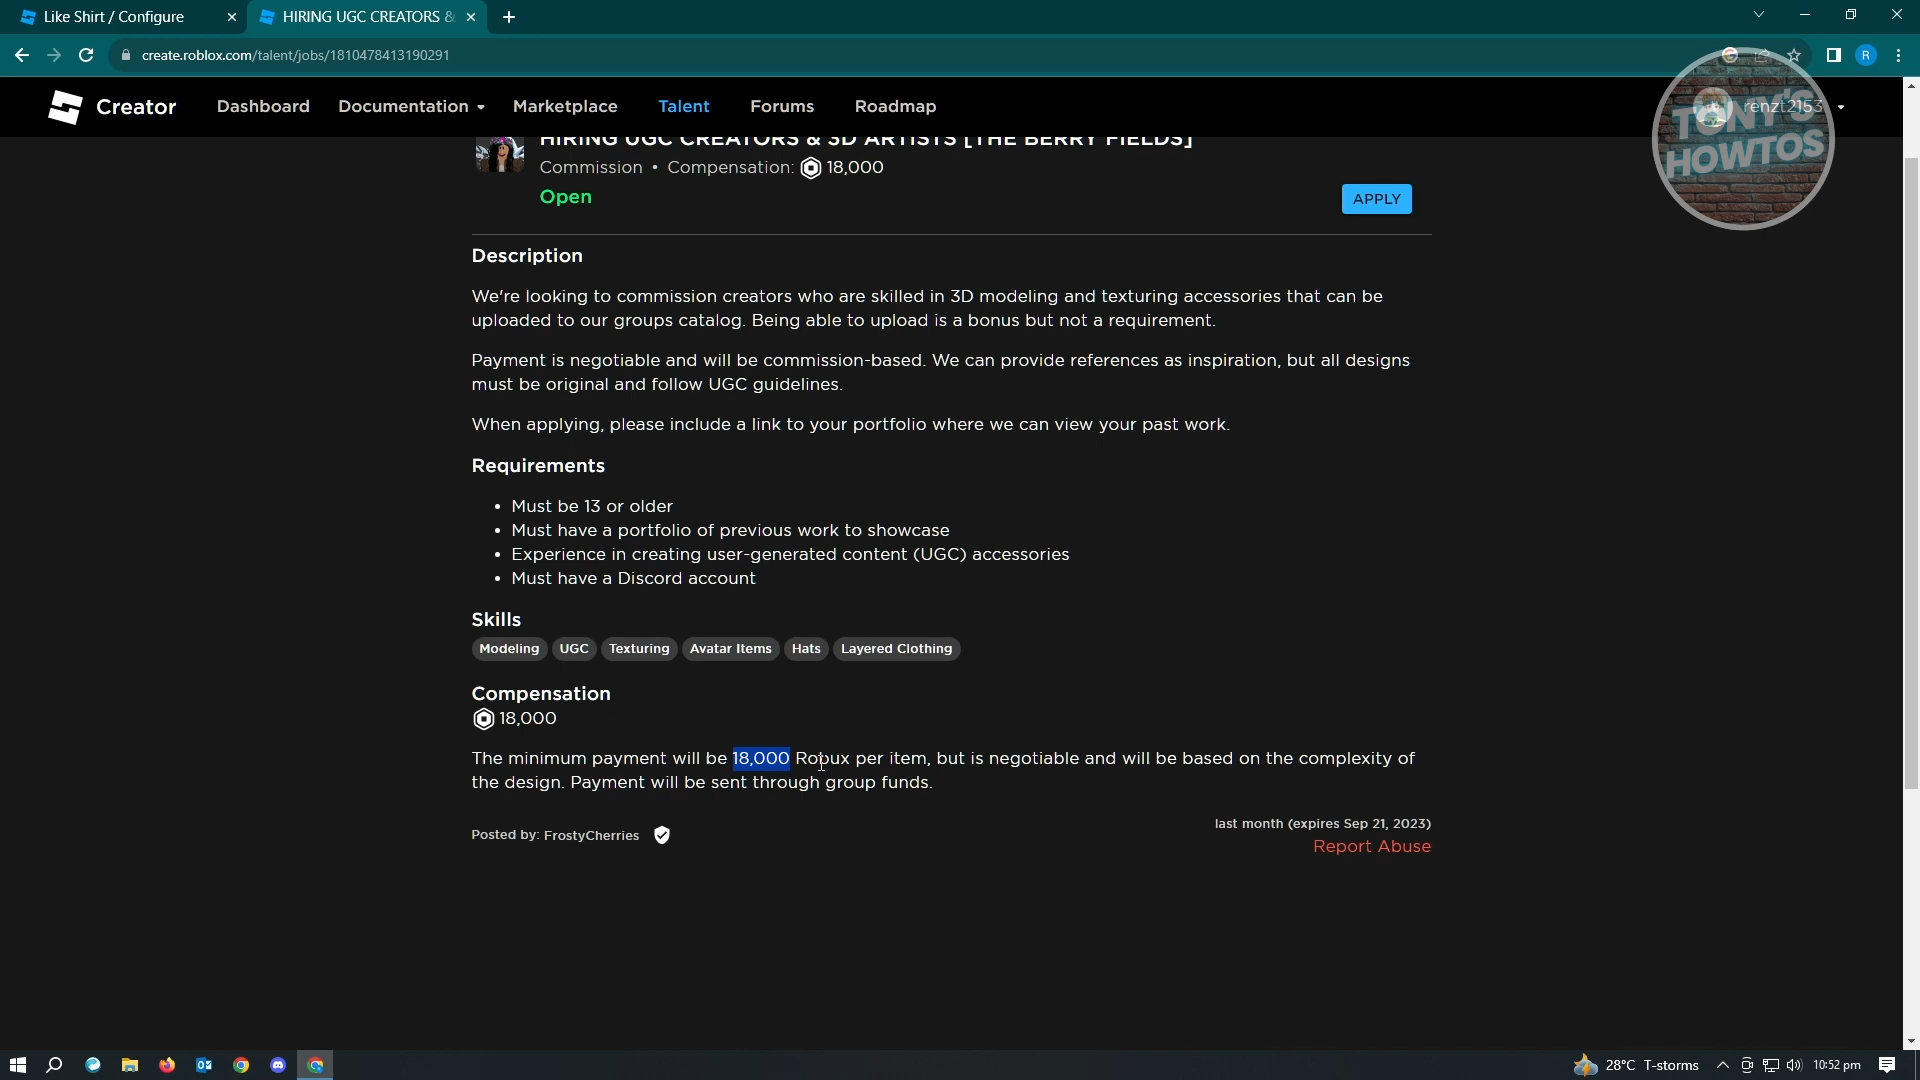 Like Shirt / Configure
HIRING UGC CREATORS &
create.roblox.com/talent/jobs/1810478413190291
R
Creator
Dashboard
Documentation
Marketplace
Talent
Forums
Roadmap
renzt2153
TONY'S
HOWTOS
HIRING UGC CREATORS & 3D ARTISTS [THE BERRY FIELDS]
Commission • Compensation: 18,000
Open
APPLY
Description
We're looking to commission creators who are skilled in 3D modeling and texturing accessories that can be
uploaded to our groups catalog. Being able to upload is a bonus but not a requirement.
Payment is negotiable and will be commission-based. We can provide references as inspiration, but all designs
must be original and follow UGC guidelines.
When applying, please include a link to your portfolio where we can view your past work.
Requirements
• Must be 13 or older
• Must have a portfolio of previous work to showcase
• Experience in creating user-generated content (UGC) accessories
• Must have a Discord account
Skills
Modeling UGC Texturing Avatar Items Hats Layered Clothing
Compensation
18,000
The minimum payment will be 18,000 Robux per item, but is negotiable and will be based on the complexity of
the design. Payment will be sent through group funds.
Posted by: FrostyCherries
last month (expires Sep 21, 2023)
Report Abuse
28°C T-storms
10:52 pm